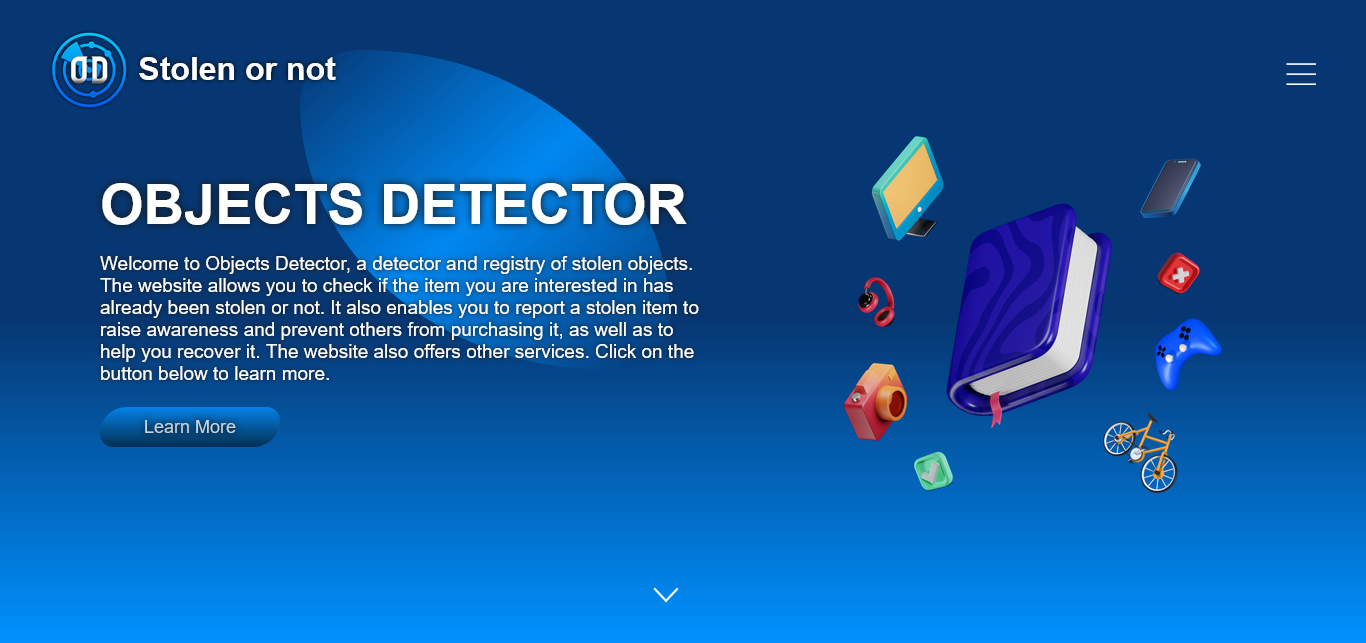 Stolen or not
OBJECTS DETECTOR
Welcome to Objects Detector, a detector and registry of stolen objects.
The website allows you to check if the item you are interested in has
already been stolen or not. It also enables you to report a stolen item to
raise awareness and prevent others from purchasing it, as well as to
help you recover it. The website also offers other services. Click on the
button below to learn more.
Learn More